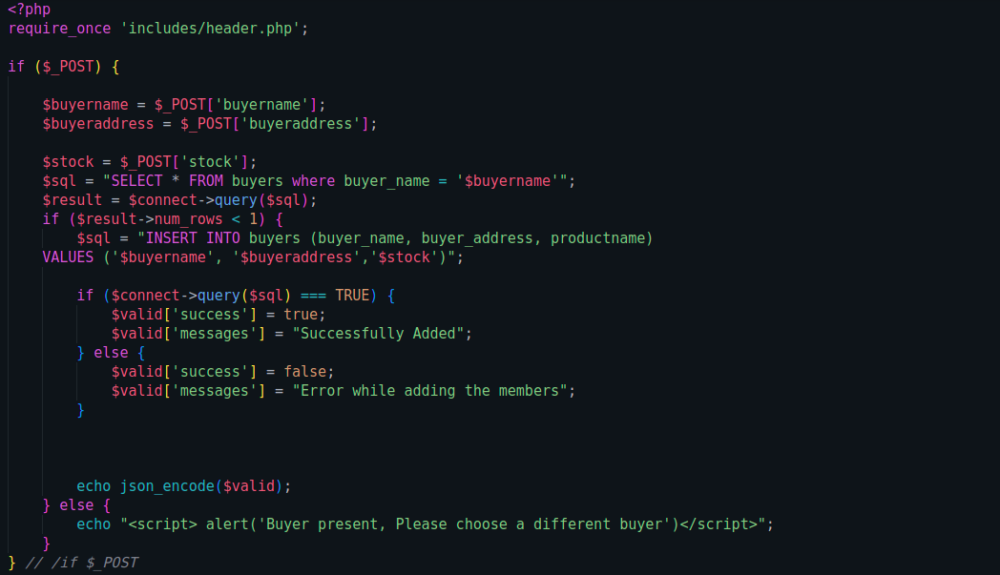 <?php
require_once 'includes/header.php';
if ($_POST) {
$buyername = $_POST['buyername'];
$buyeraddress = $_POST['buyeraddress'];
$stock = $_POST['stock'];
$sql = "SELECT * FROM buyers where buyer_name = '$buyername'";
$result = $connect->query($sql);
if ($result->num_rows < 1) {
$sql = "INSERT INTO buyers (buyer_name, buyer_address, productname)
VALUES ('$buyername', '$buyeraddress','$stock')";
if ($connect->query($sql) === TRUE) {
$valid['success'] = true;
$valid['messages'] = "Successfully Added";
} else {
$valid['success'] = false;
$valid['messages'] = "Error while adding the members";
}
echo json_encode($valid);
} else {
echo "<script> alert('Buyer present, Please choose a different buyer')</script>";
}
} // /if $_POST